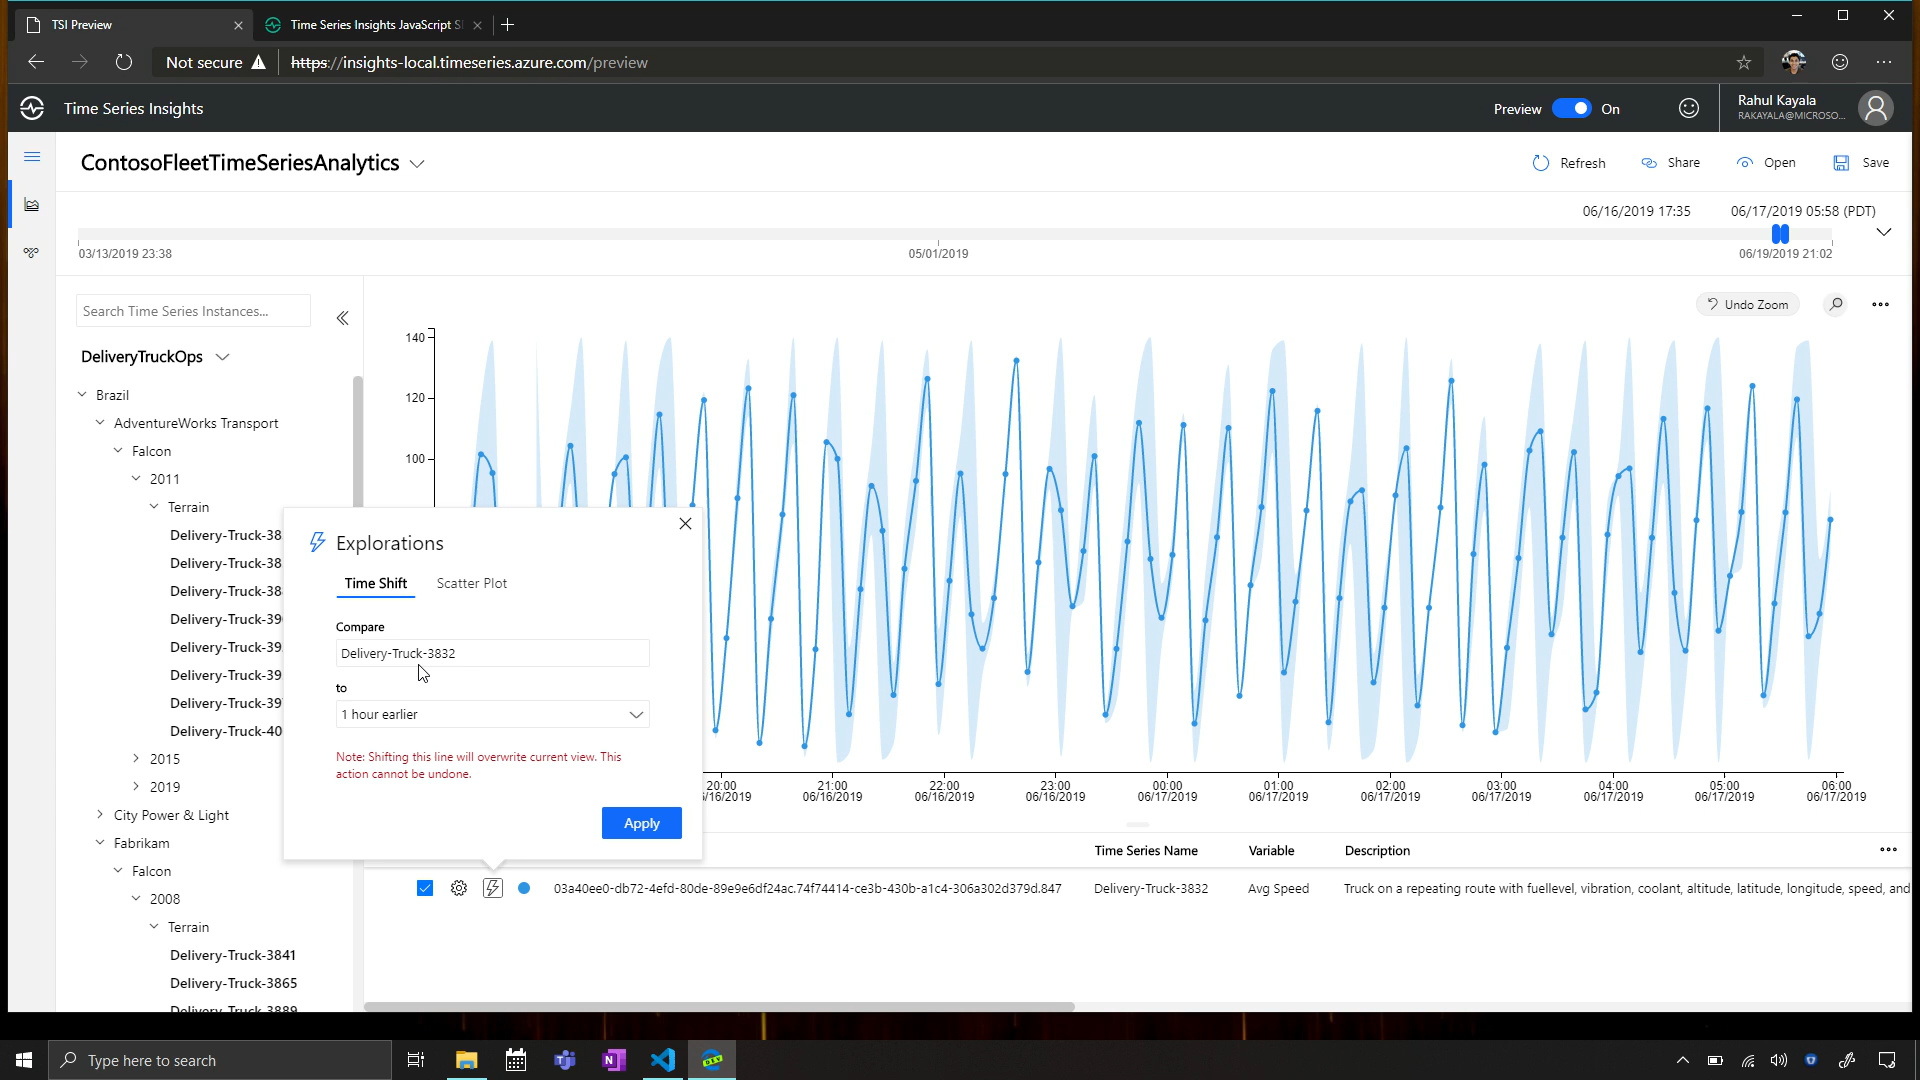 TSI Preview
Time Series Insights JavaScript S
Not secure
https://insights-local.timeseries.azure.com/preview
Time Series Insights
Preview
On
Rahul Kayala
RAKAYALA@MICROSO...
ContosoFleetTimeSeriesAnalytics
Refresh
Share
Open
Save
06/16/2019 17:35
06/17/2019 05:58 (PDT)
03/13/2019 23:38
05/01/2019
06/19/2019 21:02
Search Time Series Instances...
Undo Zoom
DeliveryTruckOps
Brazil
AdventureWorks Transport
Falcon
2011
Terrain
Delivery-Truck-38
Delivery-Truck-38
Delivery-Truck-38
Delivery-Truck-39
Delivery-Truck-39
Delivery-Truck-39
Delivery-Truck-39
Delivery-Truck-40
2015
2019
City Power & Light
Fabrikam
Falcon
2008
Terrain
Delivery-Truck-3841
Delivery-Truck-3865
Delivery-Truck-3889
140
120
100
Explorations
Time Shift
Scatter Plot
Compare
Delivery-Truck-3832
to
1 hour earlier
Note: Shifting this line will overwrite current view. This
action cannot be undone.
Apply
20:00
/16/2019
21:00
06/16/2019
22:00
06/16/2019
23:00
06/16/2019
00:00
06/17/2019
01:00
06/17/2019
02:00
06/17/2019
03:00
06/17/2019
04:00
06/17/2019
05:00
06/17/2019
06:00
06/17/2019
Time Series Name
Variable
Description
03a40ee0-db72-4efd-80de-89e9e6df24ac.74f74414-ce3b-430b-a1c4-306a302d379d.847
Delivery-Truck-3832
Avg Speed
Truck on a repeating route with fuellevel, vibration, coolant, altitude, latitude, longitude, speed, and
Type here to search
DEV